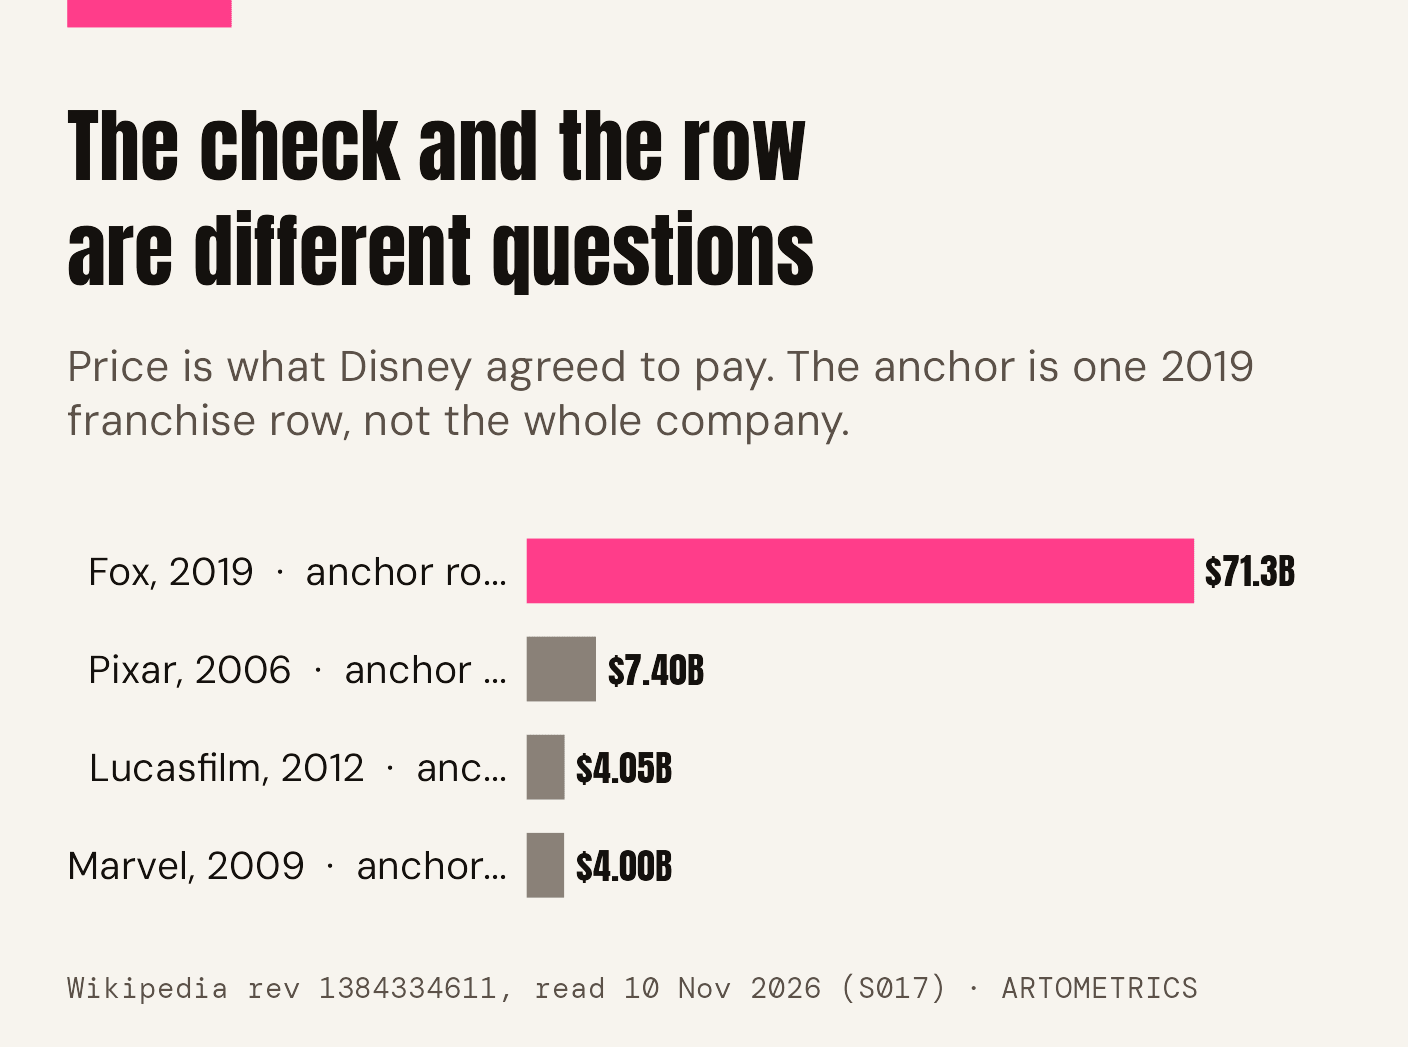 The check and the row
are different questions
Price is what Disney agreed to pay. The anchor is one 2019
franchise row, not the whole company.
Fox, 2019 · anchor ro... $71.3B
Pixar, 2006 · anchor ... $7.40B
Lucasfilm, 2012 · anc... $4.05B
Marvel, 2009 · anchor... $4.00B
Wikipedia rev 1384334611, read 10 Nov 2026 (S017) · ARTOMETRICS